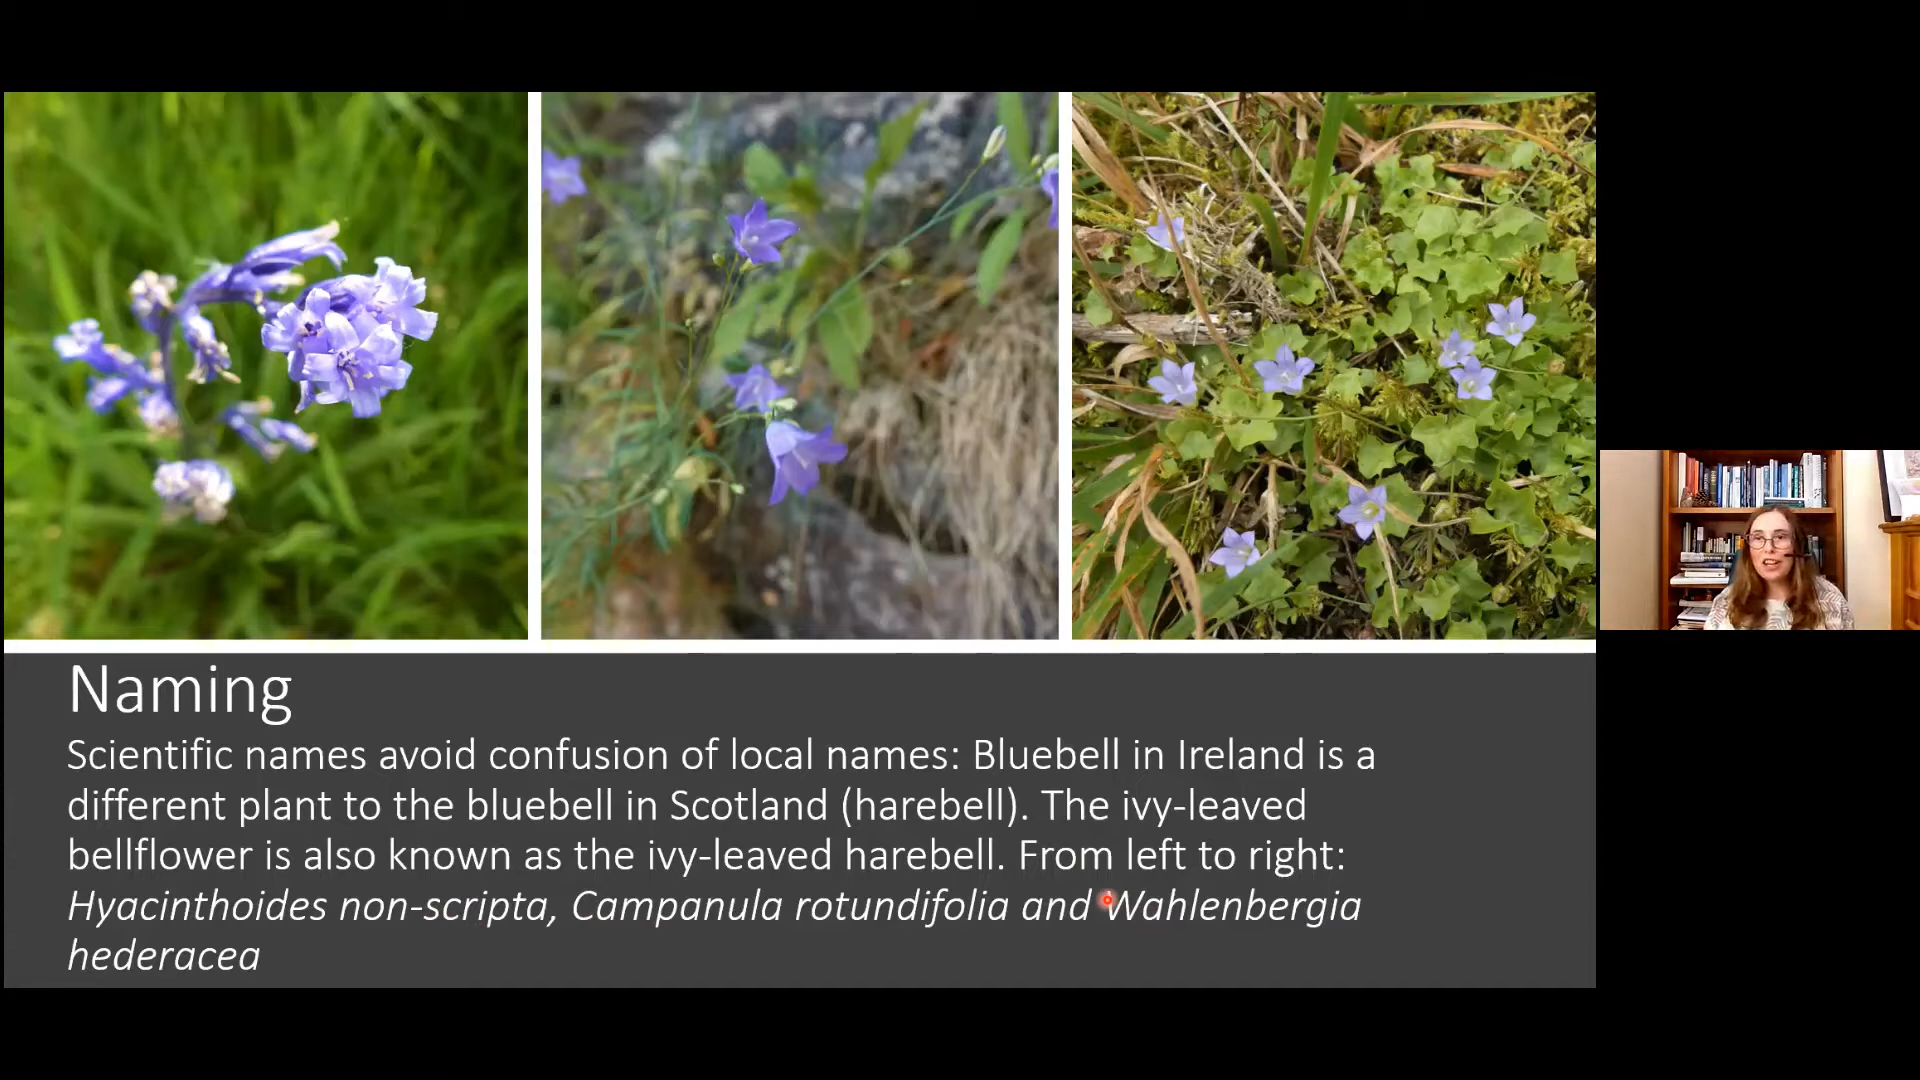 Naming
Scientific names avoid confusion of local names: Bluebell in Ireland is a
different plant to the bluebell in Scotland (harebell). The ivy-leaved
bellflower is also known as the ivy-leaved harebell. From left to right:
Hyacinthoides non-scripta, Campanula rotundifolia and Wahlenbergia
hederacea